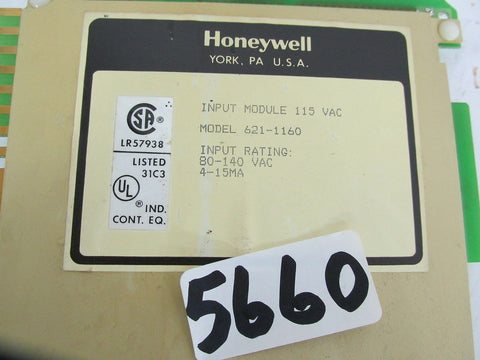 Honeywell
YORK, PA U.S.A.
INPUT MODULE 115 VAC
MODEL 621-1160
INPUT RATING:
80-140 VAC
4-15MA
SA
LR57938
LISTED
31C3
UL
IND.
CONT. EQ.
5660